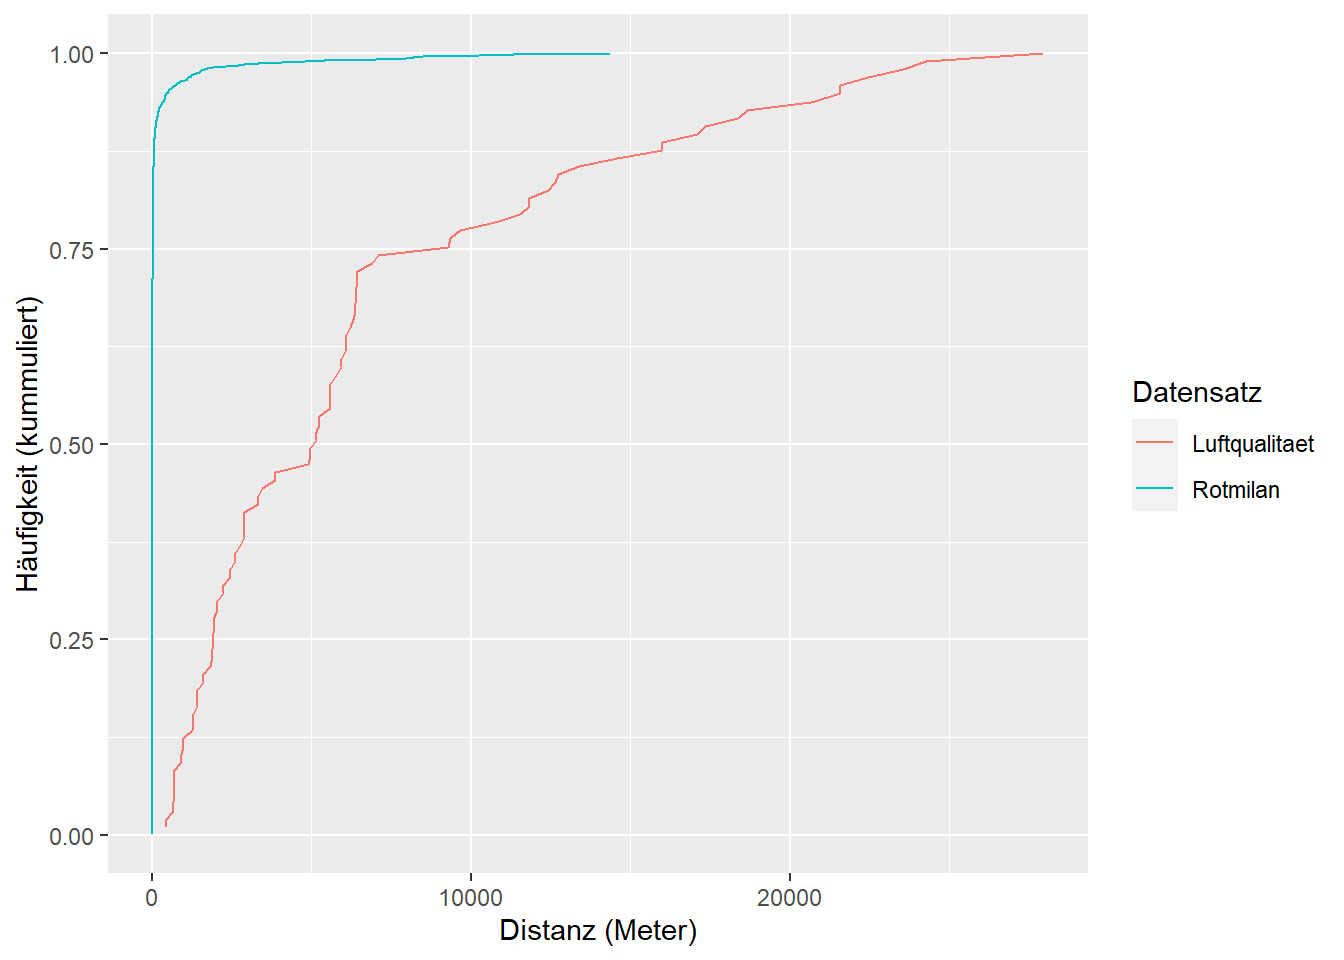 1.00
0.75
0.50
0.25
0.00
Häufigkeit (kummuliert)
0
10000
20000
Distanz (Meter)
Datensatz
Luftqualitaet
Rotmilan